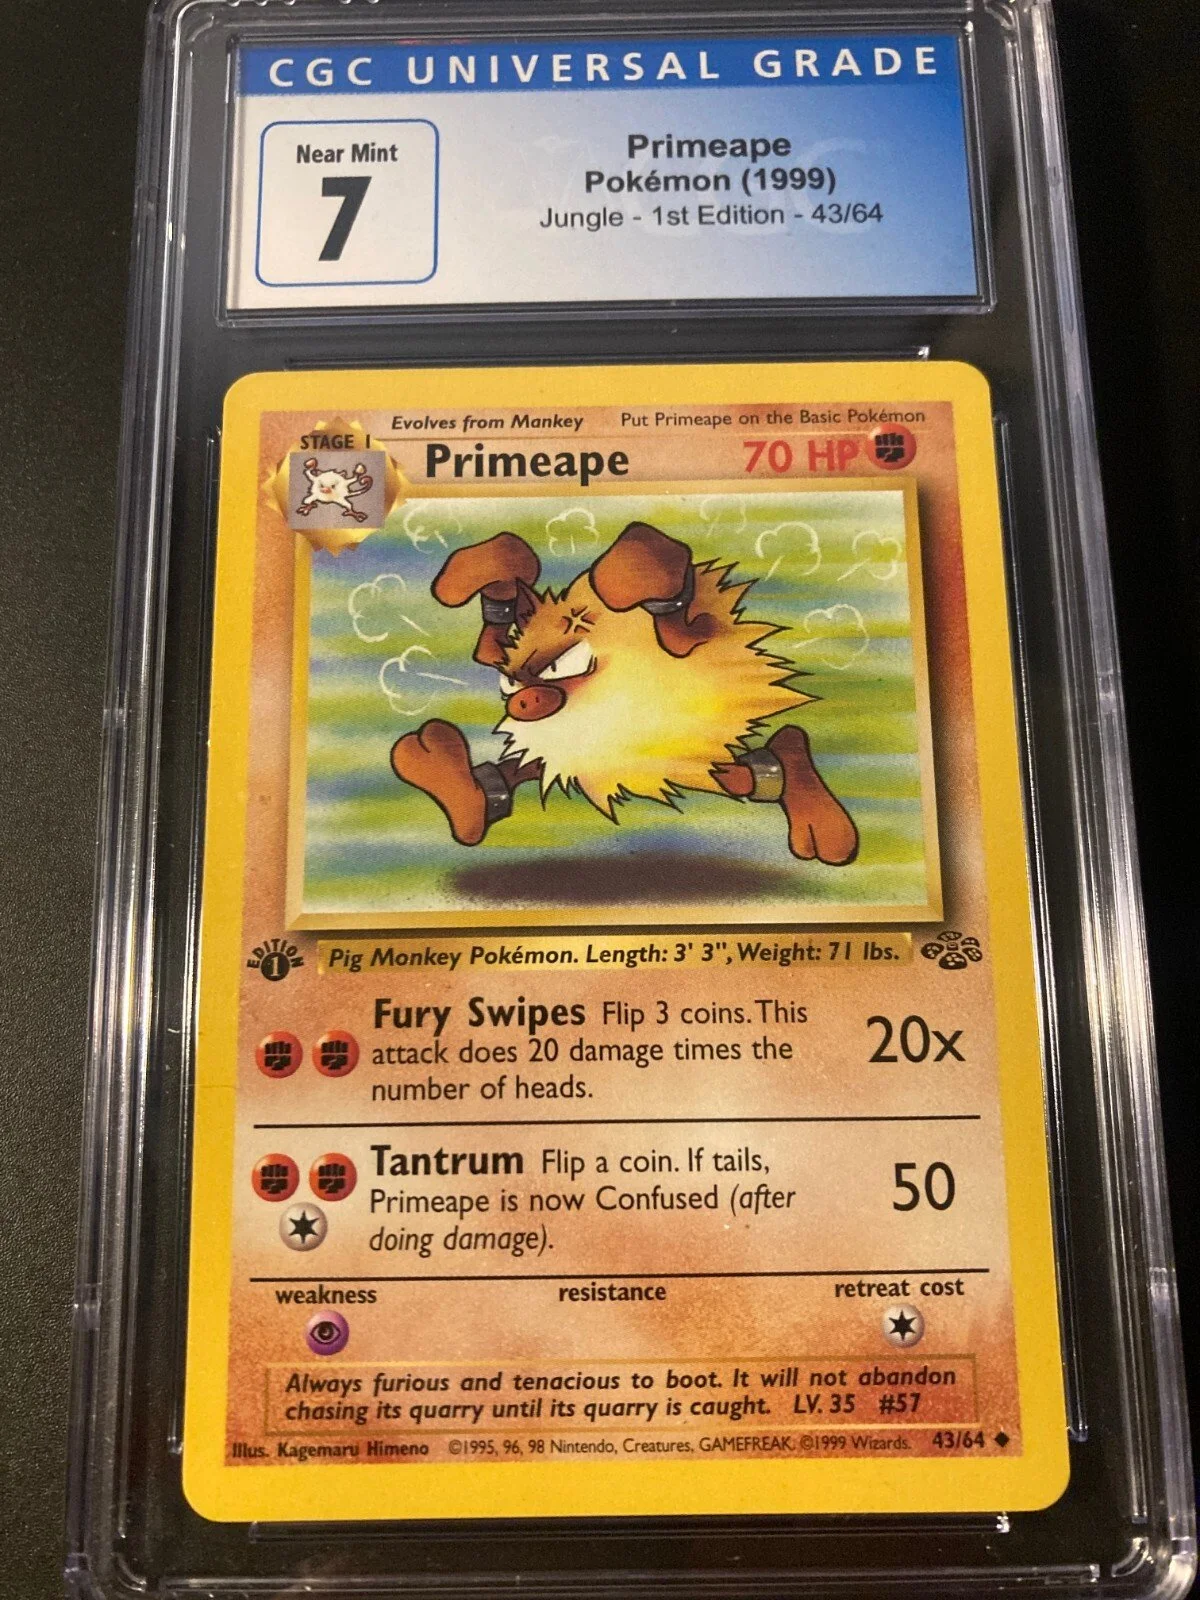 CGC UNIVERSAL GRADE
Near Mint
7
Primeape
Pokémon (1999)
Jungle - 1st Edition - 43/64
Evolves from Mankey
Put Primeape on the Basic Pokémon
STAGE 1
Primeape
70 HP
EDITION
1
Pig Monkey Pokémon. Length: 3' 3", Weight: 71 lbs.
Fury Swipes Flip 3 coins. This
attack does 20 damage times the
number of heads.
20x
Tantrum Flip a coin. If tails,
Primeape is now Confused (after
doing damage).
50
weakness
resistance
retreat cost
Always furious and tenacious to boot. It will not abandon
chasing its quarry until its quarry is caught. LV. 35 #57
Illus. Kagemaru Himeno ©1995, 96, 98 Nintendo, Creatures, GAMEFREAK. ©1999 Wizards. 43/64